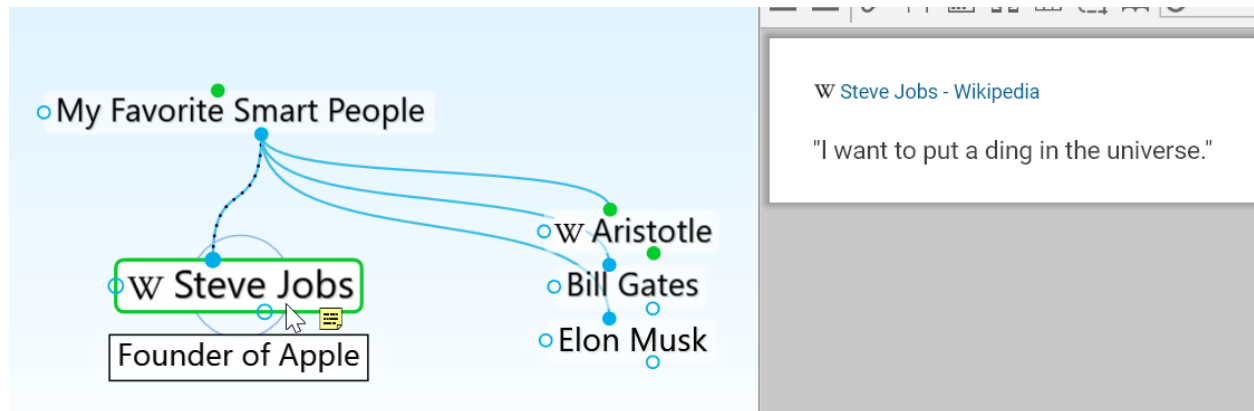 My Favorite Smart People
W Aristotle
W Steve Jobs
Bill Gates
Elon Musk
Founder of Apple
W Steve Jobs - Wikipedia
"I want to put a ding in the universe."